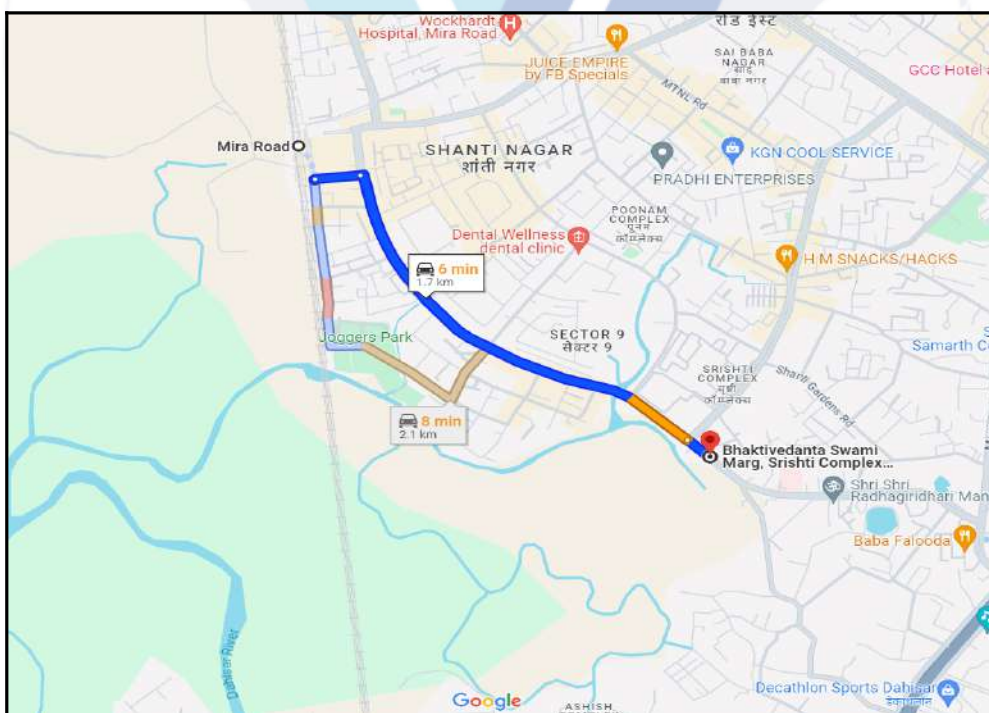 रोड ईस्ट
Wockhardt
Hospital, Mira Road
JUICE EMPIRE
by FB Specials
SAI BABA
NAGAR
साई
बाबा नगर
GCC Hotel a
MTNL Rd
Mira Road
SHANTI NAGAR
शांती नगर
KGN COOL SERVICE
PRADHI ENTERPRISES
POONAM
COMPLEX
पूनम
कॉम्प्लेक्स
Dental Wellness
dental clinic
H M SNACKS/HACKS
6 min
1.7 km
Joggers Park
SECTOR 9
सेक्टर 9
Samarth Co
SRISHTI
COMPLEX
सृष्टी
कॉम्प्लेक्स
Shanti Gardens Rd
8 min
2.1 km
Bhaktivedanta Swami
Marg, Srishti Complex...
Shri Shri
Radhagiridhari Man
Baba Falooda
Dahisar River
Decathlon Sports Dahisar
Google
ASHISH